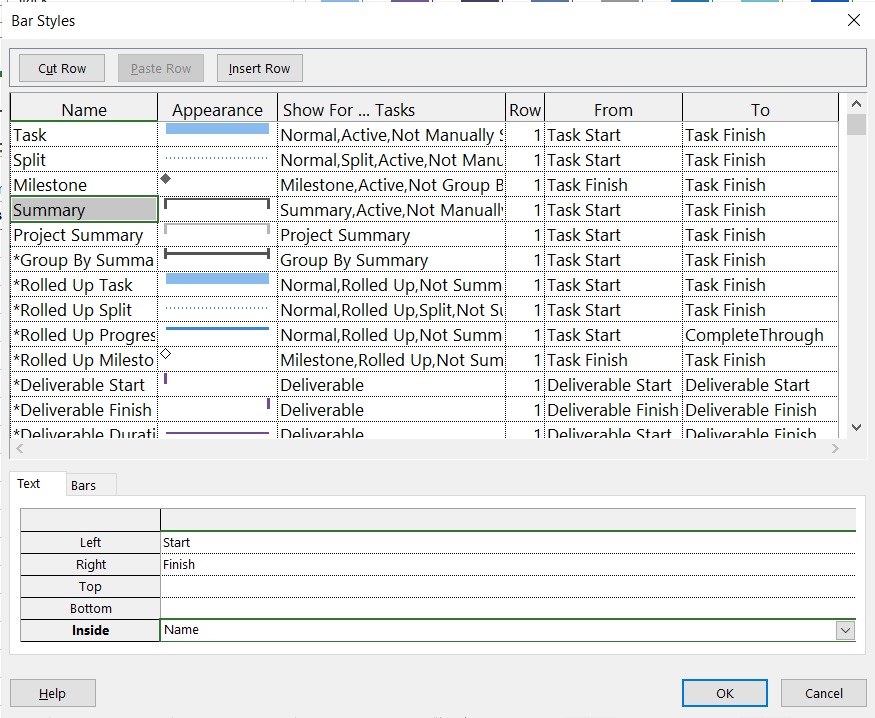 Bar Styles
Cut Row Paste Row Insert Row
Name Appearance Show For ... Tasks Row From To
Task Normal,Active,Not Manually S 1 Task Start Task Finish
Split Normal,Split,Active,Not Manu 1 Task Start Task Finish
Milestone Milestone,Active,Not Group B 1 Task Finish Task Finish
Summary Summary,Active,Not Manually 1 Task Start Task Finish
Project Summary Project Summary 1 Task Start Task Finish
*Group By Summa Group By Summary 1 Task Start Task Finish
*Rolled Up Task Normal,Rolled Up,Not Summ 1 Task Start Task Finish
*Rolled Up Split Normal,Rolled Up,Split,Not Su 1 Task Start Task Finish
*Rolled Up Progres Normal,Rolled Up,Not Summ 1 Task Start CompleteThrough
*Rolled Up Milesto Milestone,Rolled Up,Not Sum 1 Task Finish Task Finish
*Deliverable Start Deliverable 1 Deliverable Start Deliverable Start
*Deliverable Finish Deliverable 1 Deliverable Finish Deliverable Finish
*Deliverable Durati Deliverable 1 Deliverable Start Deliverable Finish
Text Bars
Left Start
Right Finish
Top
Bottom
Inside Name
Help OK Cancel